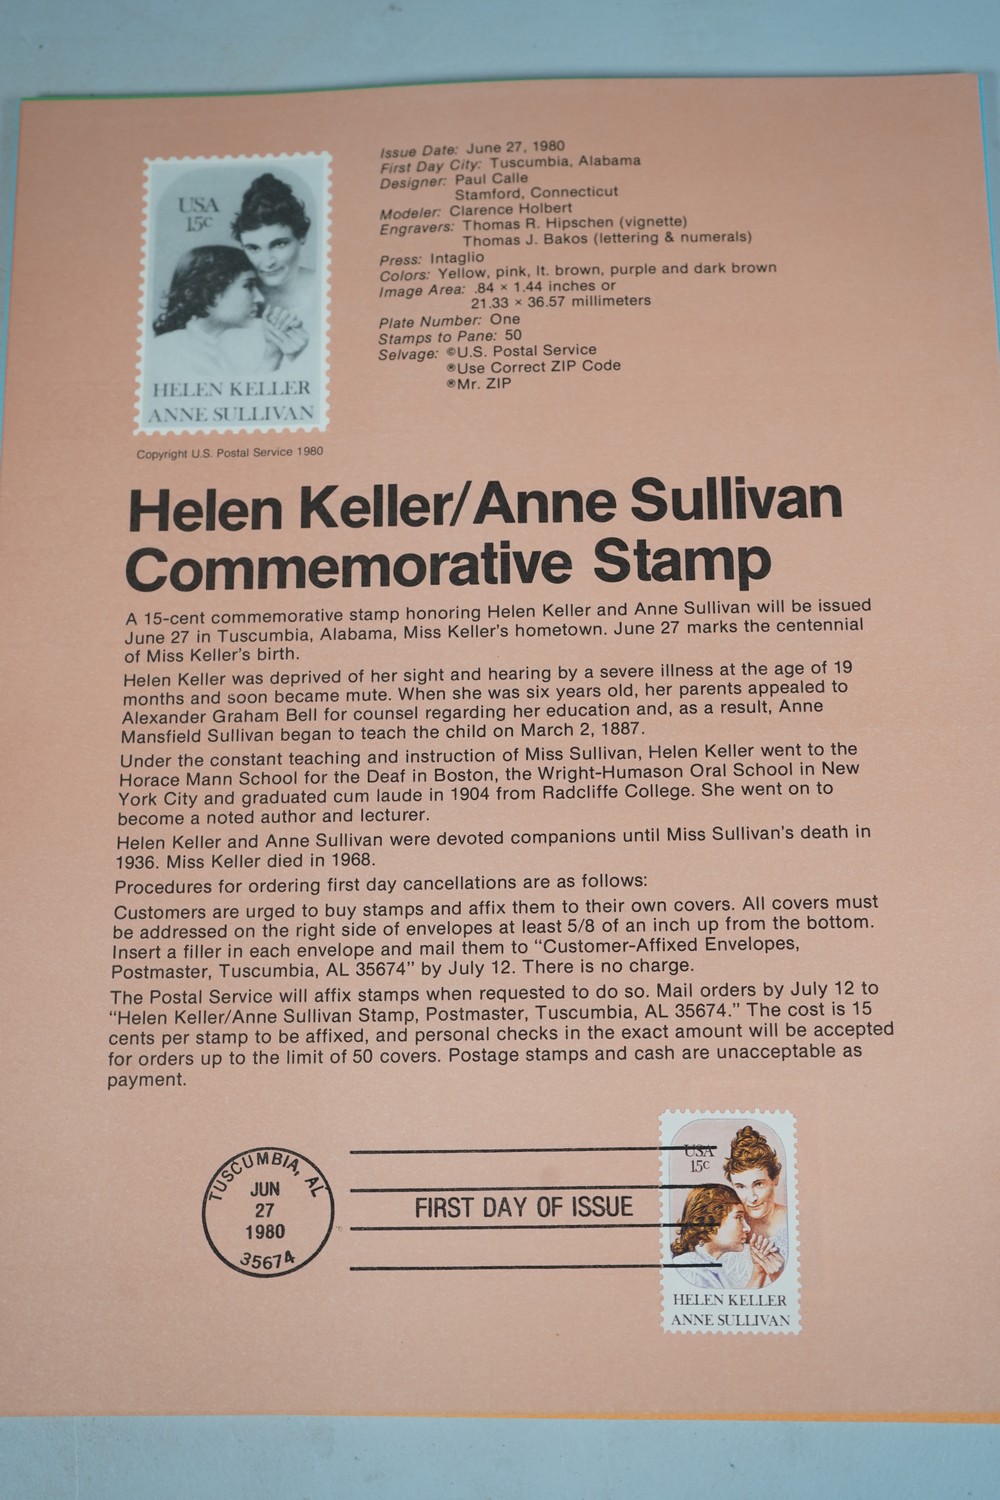 USA
15c
HELEN KELLER
ANNE SULLIVAN
Copyright U.S. Postal Service 1980
Issue Date: June 27, 1980
First Day City: Tuscumbia, Alabama
Designer: Paul Calle
Stamford, Connecticut
Modeler: Clarence Holbert
Engravers: Thomas R. Hipschen (vignette)
Thomas J. Bakos (lettering & numerals)
Press: Intaglio
Colors: Yellow, pink, lt. brown, purple and dark brown
Image Area: .84 × 1.44 inches or
21.33 × 36.57 millimeters
Plate Number: One
Stamps to Pane: 50
Selvage: ©U.S. Postal Service
®Use Correct ZIP Code
®Mr. ZIP
Helen Keller/Anne Sullivan
Commemorative Stamp
A 15-cent commemorative stamp honoring Helen Keller and Anne Sullivan will be issued
June 27 in Tuscumbia, Alabama, Miss Keller's hometown. June 27 marks the centennial
of Miss Keller's birth.
Helen Keller was deprived of her sight and hearing by a severe illness at the age of 19
months and soon became mute. When she was six years old, her parents appealed to
Alexander Graham Bell for counsel regarding her education and, as a result, Anne
Mansfield Sullivan began to teach the child on March 2, 1887.
Under the constant teaching and instruction of Miss Sullivan, Helen Keller went to the
Horace Mann School for the Deaf in Boston, the Wright-Humason Oral School in New
York City and graduated cum laude in 1904 from Radcliffe College. She went on to
become a noted author and lecturer.
Helen Keller and Anne Sullivan were devoted companions until Miss Sullivan's death in
1936. Miss Keller died in 1968.
Procedures for ordering first day cancellations are as follows:
Customers are urged to buy stamps and affix them to their own covers. All covers must
be addressed on the right side of envelopes at least 5/8 of an inch up from the bottom.
Insert a filler in each envelope and mail them to “Customer-Affixed Envelopes,
Postmaster, Tuscumbia, AL 35674” by July 12. There is no charge.
The Postal Service will affix stamps when requested to do so. Mail orders by July 12 to
“Helen Keller/Anne Sullivan Stamp, Postmaster, Tuscumbia, AL 35674.” The cost is 15
cents per stamp to be affixed, and personal checks in the exact amount will be accepted
for orders up to the limit of 50 covers. Postage stamps and cash are unacceptable as
payment.
TUSCUMBIA, AL
JUN
27
1980
35674
FIRST DAY OF ISSUE
USA
15c
HELEN KELLER
ANNE SULLIVAN